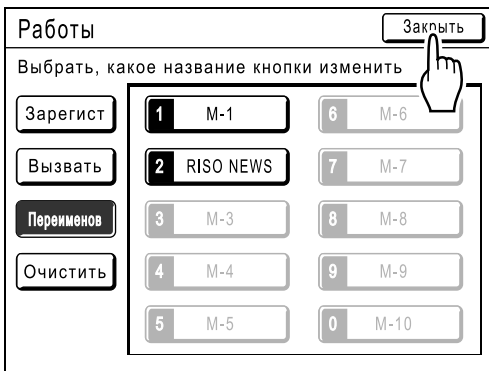 Работы
Закрыть
Выбрать, какое название кнопки изменить
Зарегист
Вызвать
Переименов
Очистить
1 M-1
2 RISO NEWS
3 M-3
4 M-4
5 M-5
6 M-6
7 M-7
8 M-8
9 M-9
0 M-10